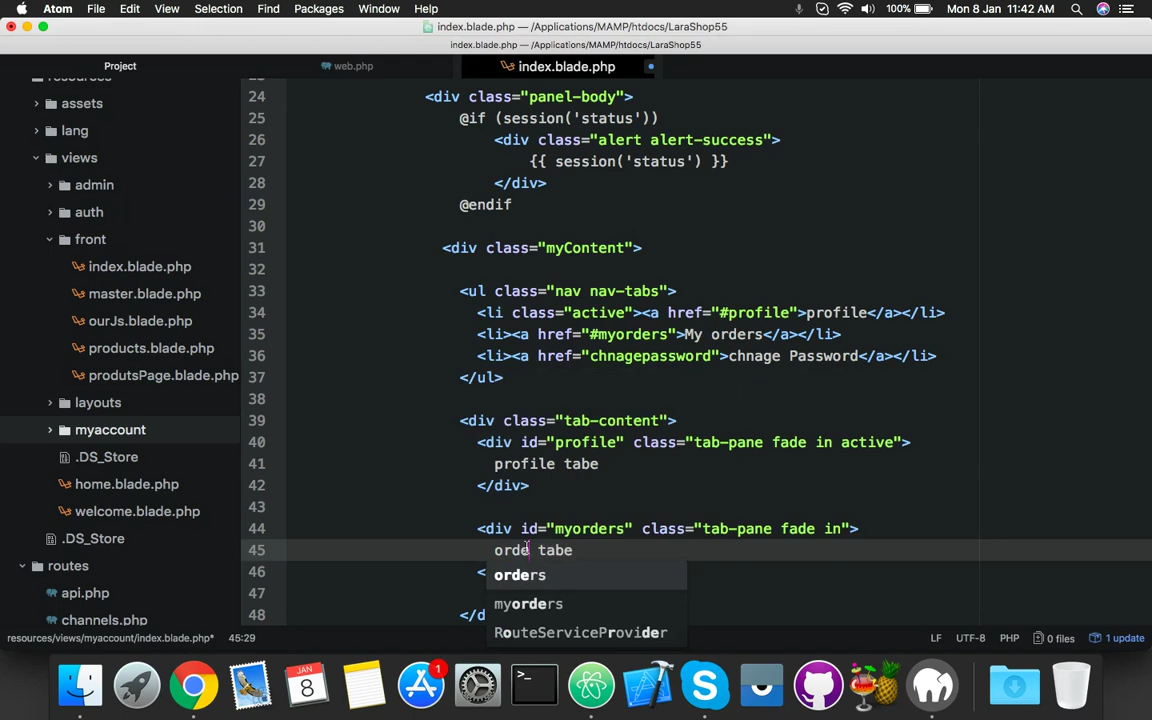 Atom File Edit View Selection Find Packages Window Help 100% Mon 8 Jan 11:42 AM
index.blade.php — /Applications/MAMP/htdocs/LaraShop55
index.blade.php — /Applications/MAMP/htdocs/LaraShop55
Project web.php index.blade.php
resources
assets
lang
views
admin
auth
front
index.blade.php
master.blade.php
ourJs.blade.php
products.blade.php
produtsPage.blade.php
layouts
myaccount
.DS_Store
home.blade.php
welcome.blade.php
.DS_Store
routes
api.php
channels.php
24 <div class="panel-body">
25 @if (session('status'))
26 <div class="alert alert-success">
27 {{ session('status') }}
28 </div>
29 @endif
30
31 <div class="myContent">
32
33 <ul class="nav nav-tabs">
34 <li class="active"><a href="#profile">profile</a></li>
35 <li><a href="#myorders">My orders</a></li>
36 <li><a href="chnagepassword">chnage Password</a></li>
37 </ul>
38
39 <div class="tab-content">
40 <div id="profile" class="tab-pane fade in active">
41 profile tabe
42 </div>
43
44 <div id="myorders" class="tab-pane fade in">
45 orde tabe
46 <
orders
47
myorders
48 </d
RouteServiceProvider
resources/views/myaccount/index.blade.php* 45:29 LF UTF-8 PHP 0 files 1 update
1
JAN
8